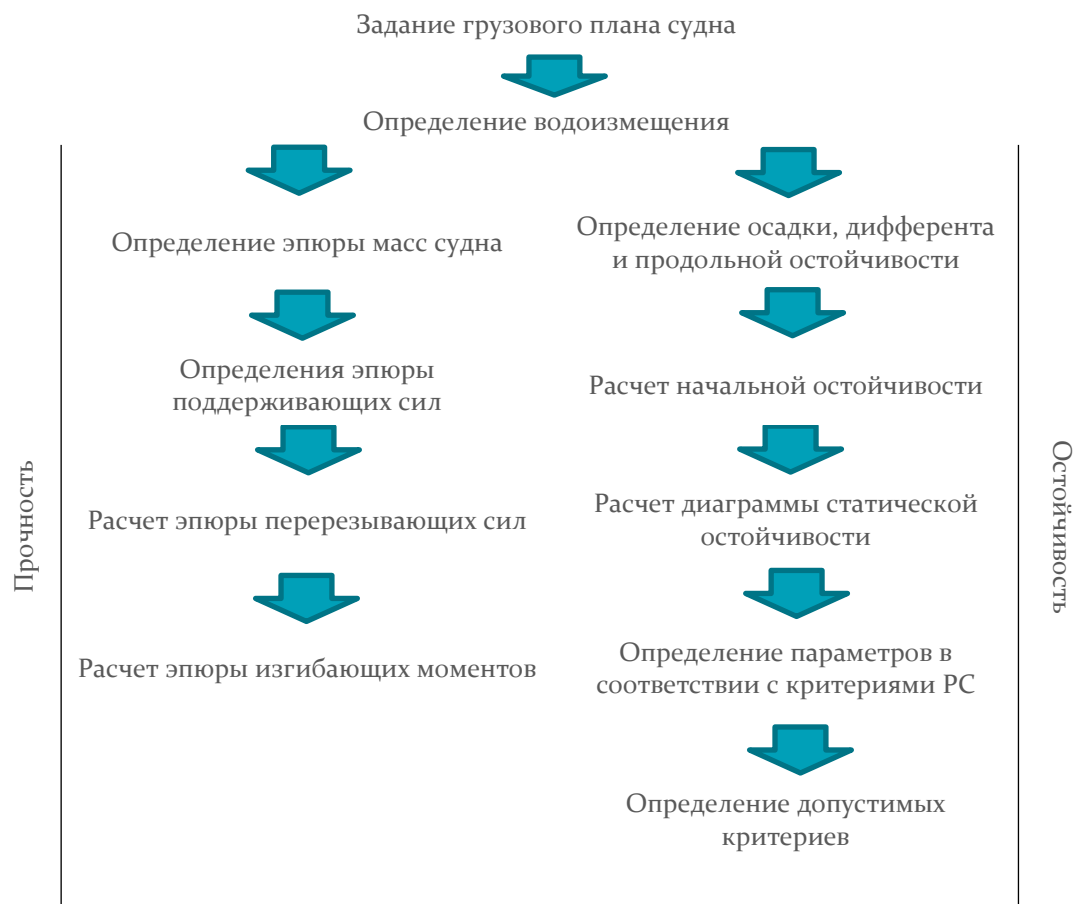 Задание грузового плана судна
Определение водоизмещения
Прочность
Определение эпюры масс судна
Определения эпюры
поддерживающих сил
Расчет эпюры перерезывающих сил
Расчет эпюры изгибающих моментов
Определение осадки, дифферента
и продольной остойчивости
Расчет начальной остойчивости
Расчет диаграммы статической
остойчивости
Определение параметров в
соответствии с критериями РС
Определение допустимых
критериев
Остойчивость